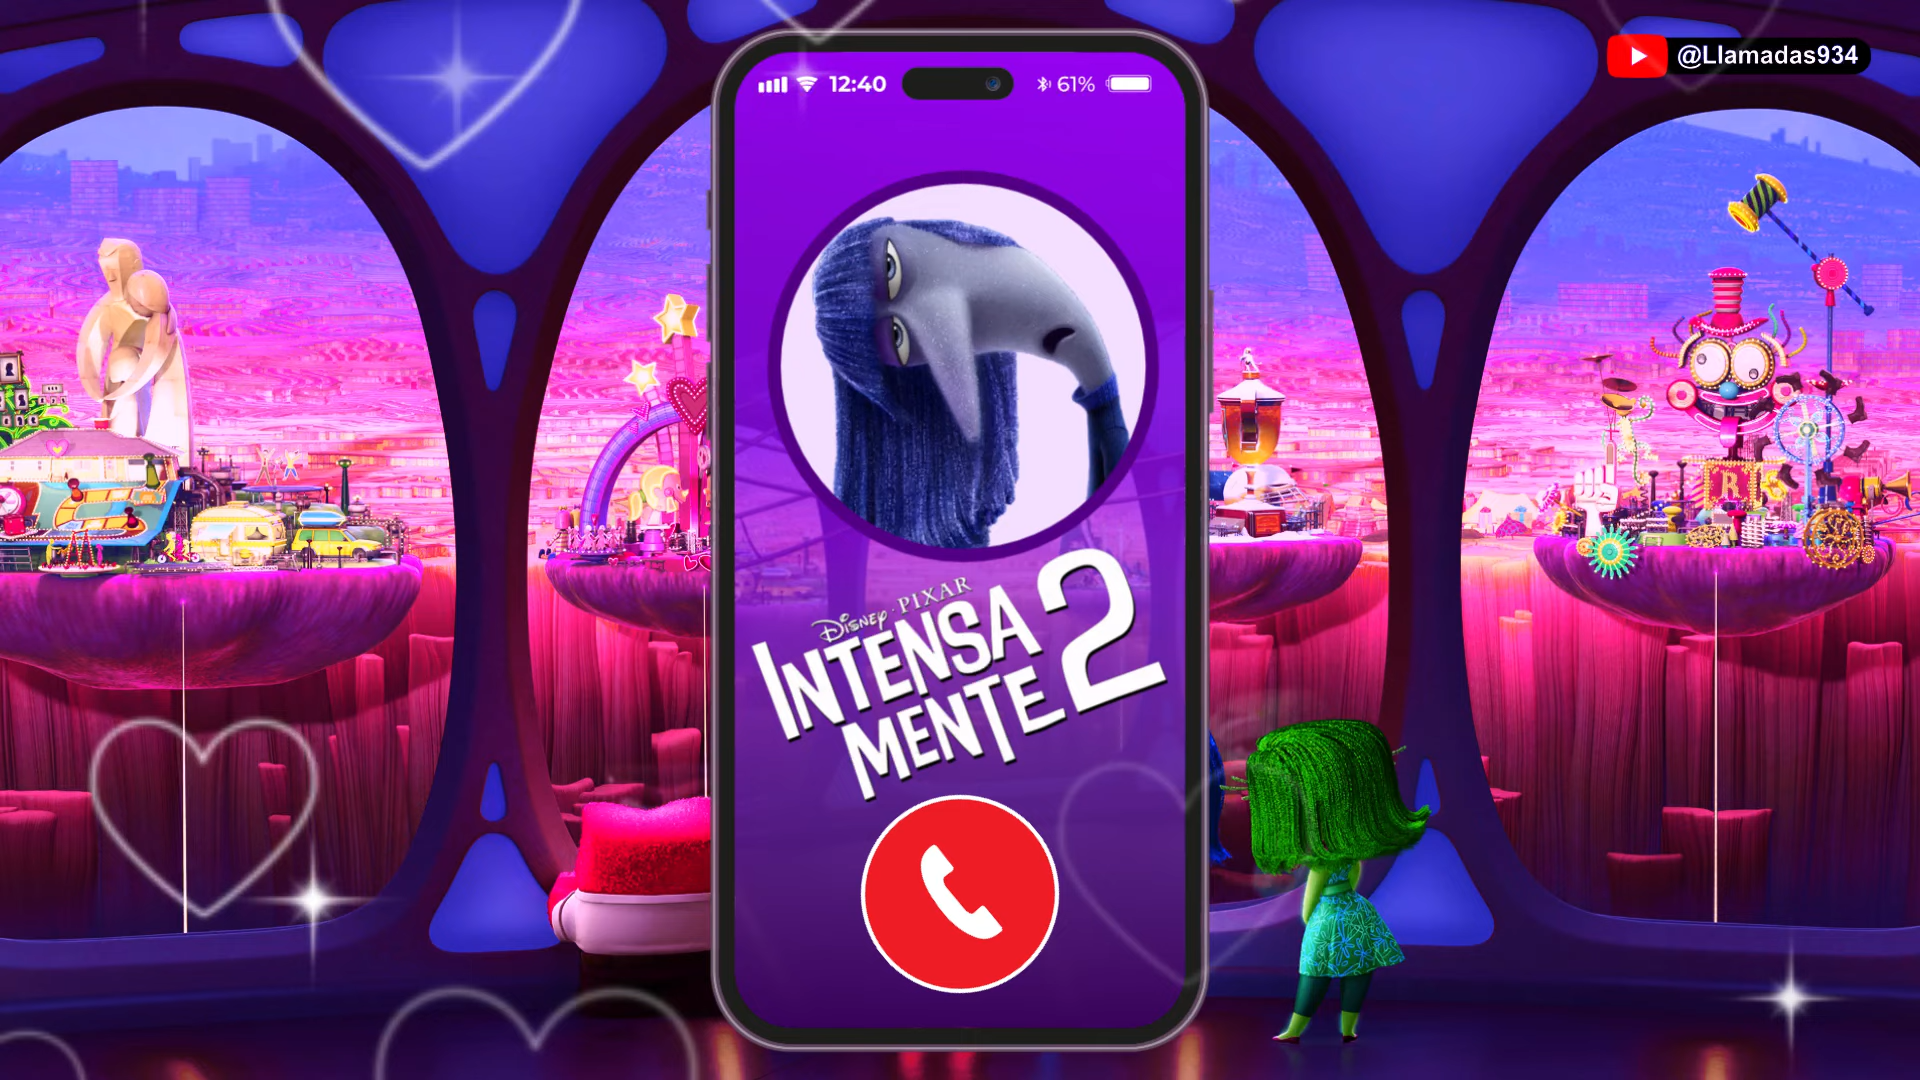 @Llamadas934
12:40
61%
DISNEY · PIXAR
INTENSA
MENTE 2
R